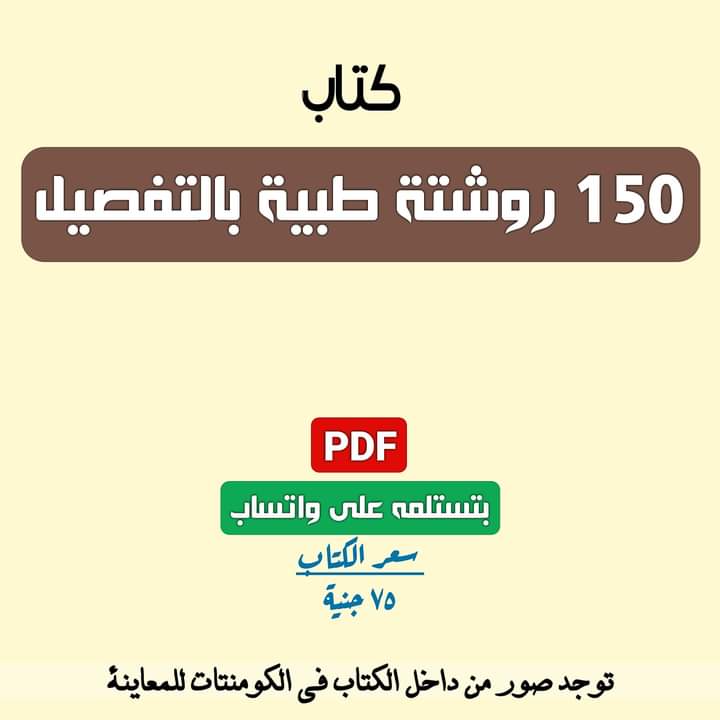 كتاب
150 روشتة طبية بالتفصيل
PDF
بتستلمه على واتساب
سعر الكتاب
٧٥ جنية
توجد صور من داخل الكتاب فى الكومنتات للمعاينة